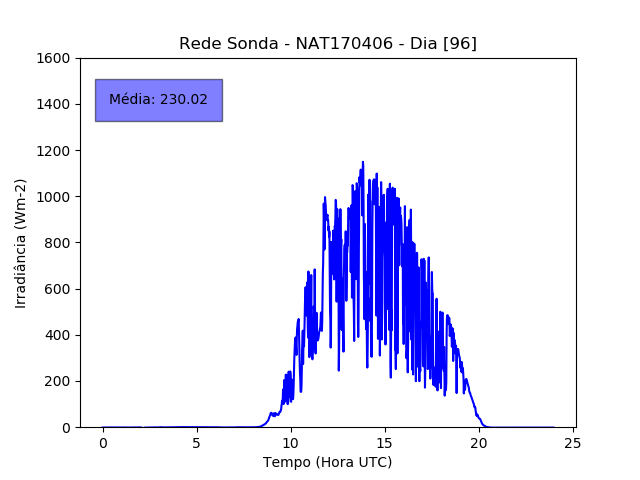 Rede Sonda - NAT170406 - Dia [96]
1600
1400
1200
1000
800
600
400
200
0
Irradiância (Wm-2)
Média: 230.02
0 5 10 15 20 25
Tempo (Hora UTC)